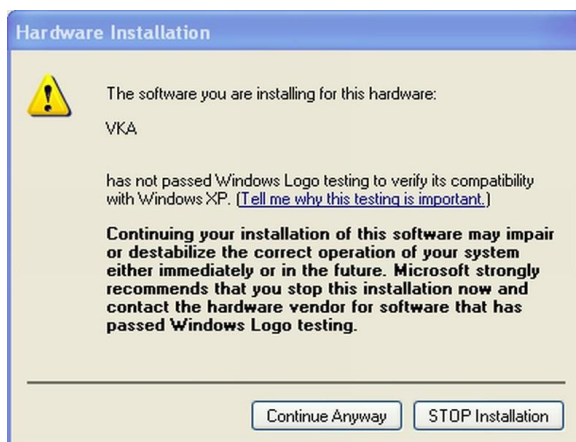 Hardware Installation
The software you are installing for this hardware:
VKA
has not passed Windows Logo testing to verify its compatibility
with Windows XP. (Tell me why this testing is important.)
Continuing your installation of this software may impair
or destabilize the correct operation of your system
either immediately or in the future. Microsoft strongly
recommends that you stop this installation now and
contact the hardware vendor for software that has
passed Windows Logo testing.
Continue Anyway
STOP Installation